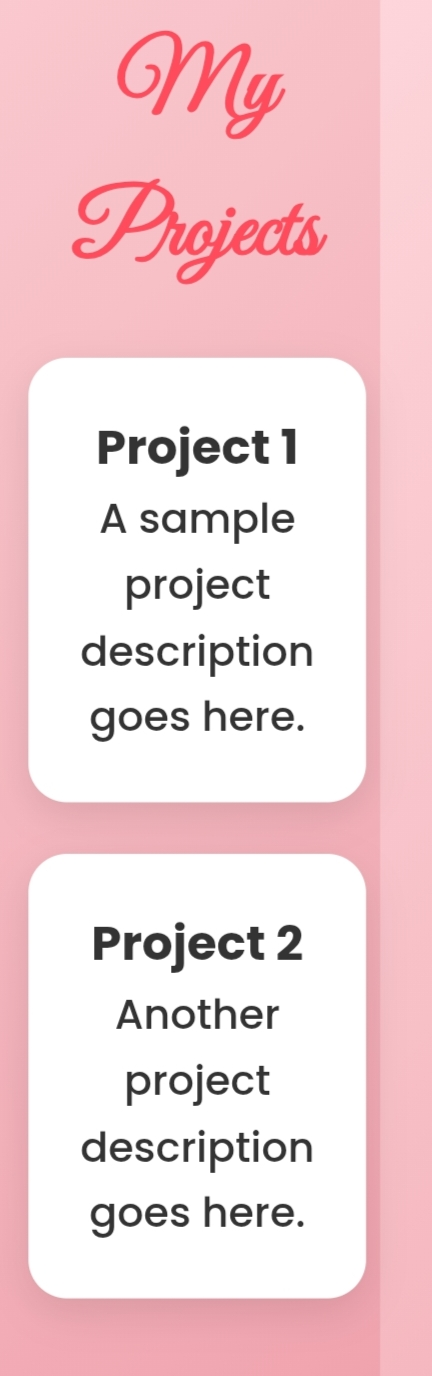 My
Projects
Project 1
A sample
project
description
goes here.
Project 2
Another
project
description
goes here.